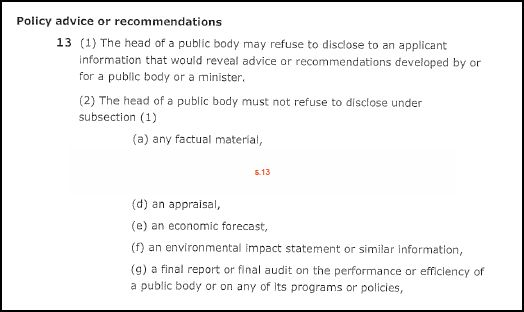 Policy advice or recommendations
13 (1) The head of a public body may refuse to disclose to an applicant
information that would reveal advice or recommendations developed by or
for a public body or a minister.
(2) The head of a public body must not refuse to disclose under
subsection (1)
(a) any factual material,
s.13
(d) an appraisal,
(e) an economic forecast,
(f) an environmental impact statement or similar information,
(g) a final report or final audit on the performance or efficiency of
a public body or on any of its programs or policies,